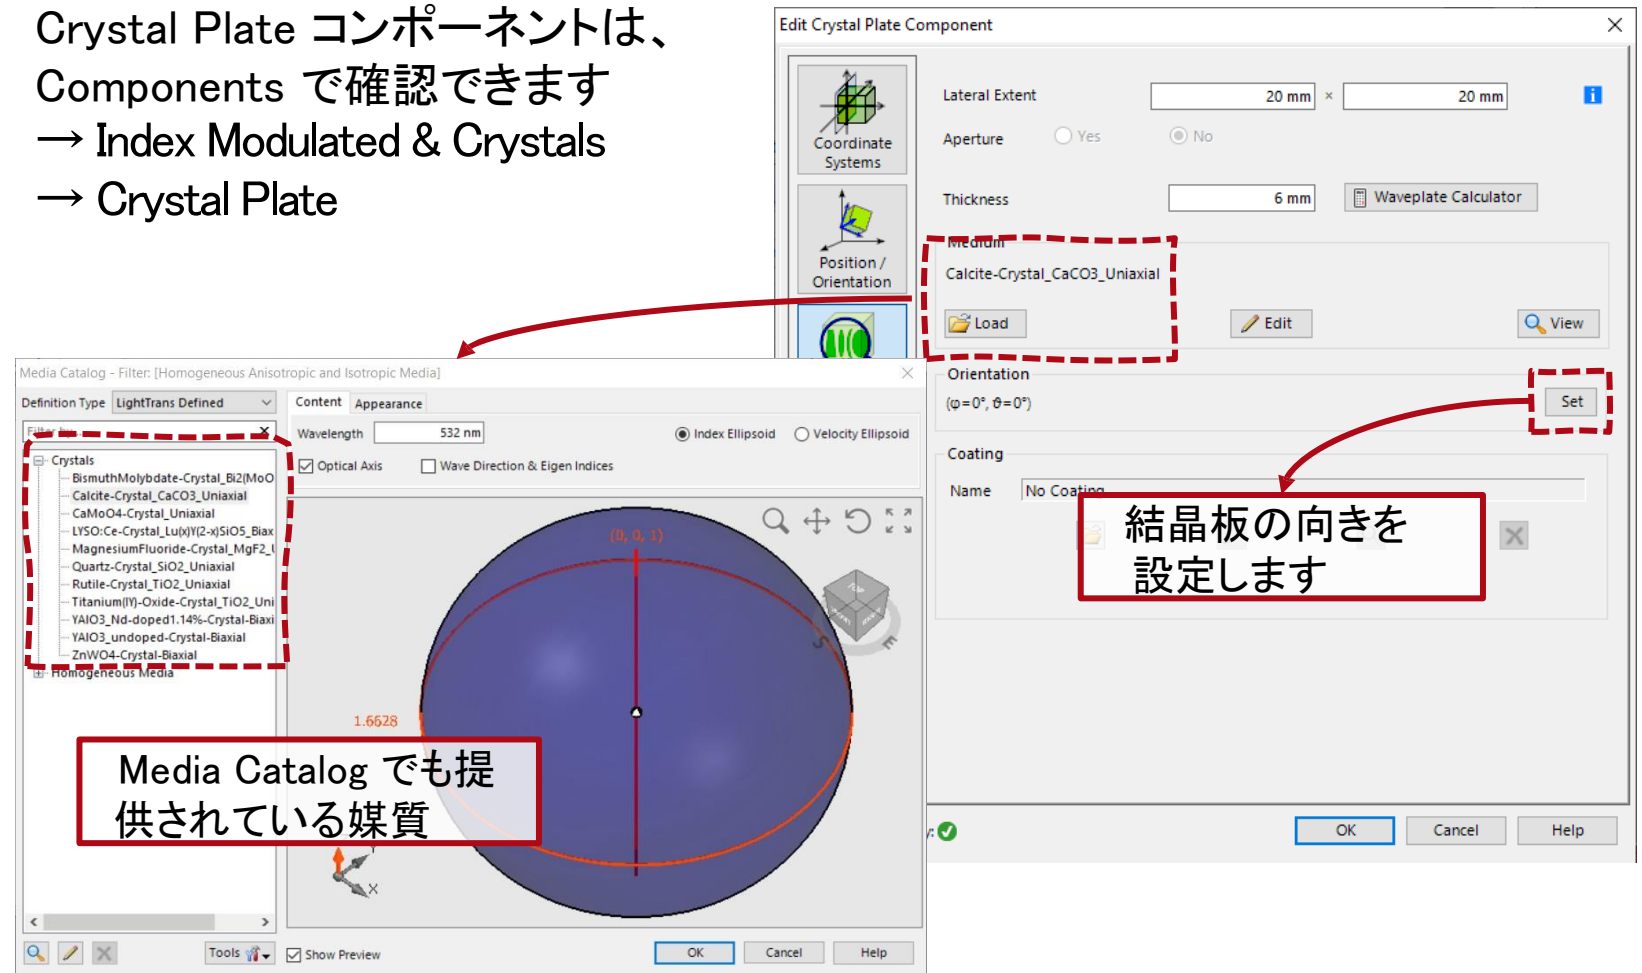 Crystal Plate コンポーネントは、
Components で確認できます
→ Index Modulated & Crystals
→ Crystal Plate
Edit Crystal Plate Component
Coordinate
Systems
Position /
Orientation
Lateral Extent
20 mm × 20 mm
Aperture Yes No
Thickness 6 mm Waveplate Calculator
Medium
Calcite-Crystal_CaCO3_Uniaxial
Load Edit View
Orientation
(φ=0°, ϑ=0°) Set
Coating
Name No Coating
結晶板の向きを
設定します
OK Cancel Help
Media Catalog - Filter: [Homogeneous Anisotropic and Isotropic Media]
Definition Type LightTrans Defined
Filter by...
Crystals
BismuthMolybdate-Crystal_Bi2(MoO
Calcite-Crystal_CaCO3_Uniaxial
CaMoO4-Crystal_Uniaxial
LYSO:Ce-Crystal_Lu(x)Y(2-x)SiO5_Biax
MagnesiumFluoride-Crystal_MgF2_U
Quartz-Crystal_SiO2_Uniaxial
Rutile-Crystal_TiO2_Uniaxial
Titanium(IV)-Oxide-Crystal_TiO2_Uni
YAlO3_Nd-doped1.14%-Crystal-Biaxi
YAlO3_undoped-Crystal-Biaxial
ZnWO4-Crystal-Biaxial
Homogeneous Media
Content Appearance
Wavelength 532 nm Index Ellipsoid Velocity Ellipsoid
Optical Axis Wave Direction & Eigen Indices
(0, 0, 1)
TOP
S E
1.6628
Media Catalog でも提
供されている媒質
Y
X
Tools
Show Preview
OK Cancel Help